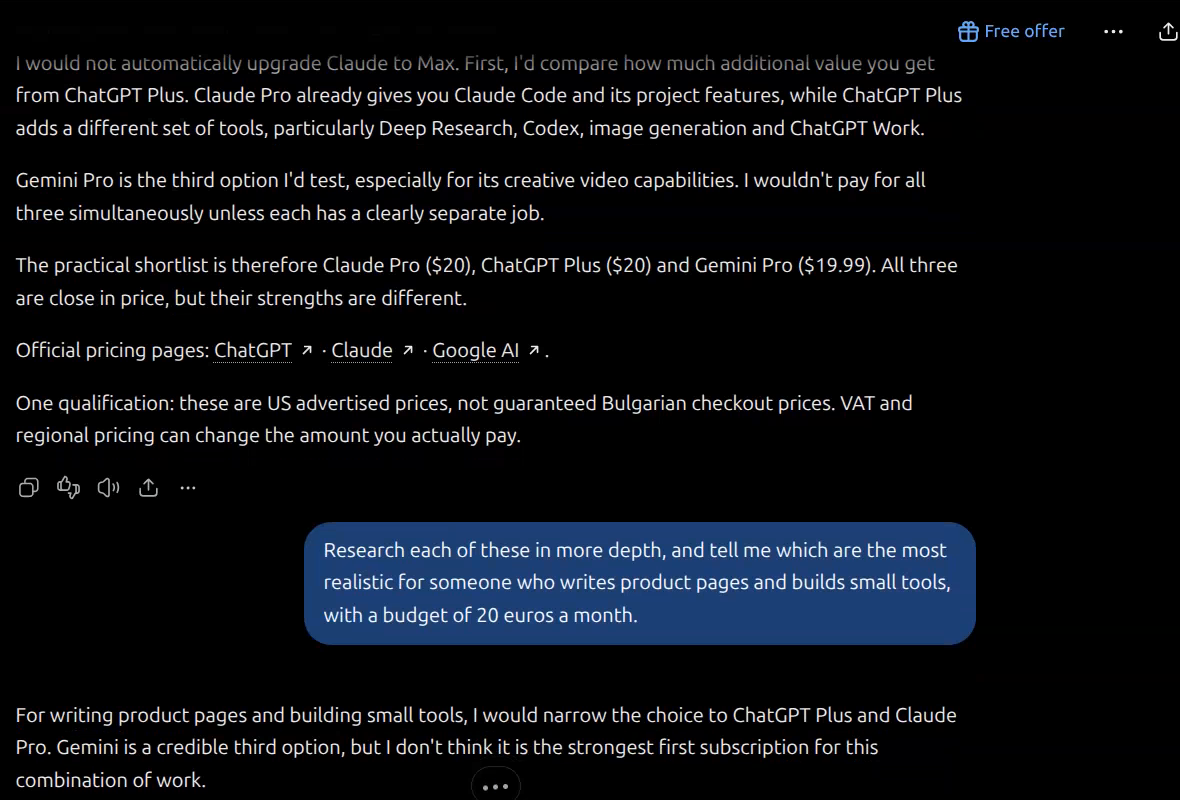 Free offer
I would not automatically upgrade Claude to Max. First, I'd compare how much additional value you get
from ChatGPT Plus. Claude Pro already gives you Claude Code and its project features, while ChatGPT Plus
adds a different set of tools, particularly Deep Research, Codex, image generation and ChatGPT Work.
Gemini Pro is the third option I'd test, especially for its creative video capabilities. I wouldn't pay for all
three simultaneously unless each has a clearly separate job.
The practical shortlist is therefore Claude Pro ($20), ChatGPT Plus ($20) and Gemini Pro ($19.99). All three
are close in price, but their strengths are different.
Official pricing pages: ChatGPT ↗ · Claude ↗ · Google AI ↗ .
One qualification: these are US advertised prices, not guaranteed Bulgarian checkout prices. VAT and
regional pricing can change the amount you actually pay.
Research each of these in more depth, and tell me which are the most
realistic for someone who writes product pages and builds small tools,
with a budget of 20 euros a month.
For writing product pages and building small tools, I would narrow the choice to ChatGPT Plus and Claude
Pro. Gemini is a credible third option, but I don't think it is the strongest first subscription for this
combination of work.